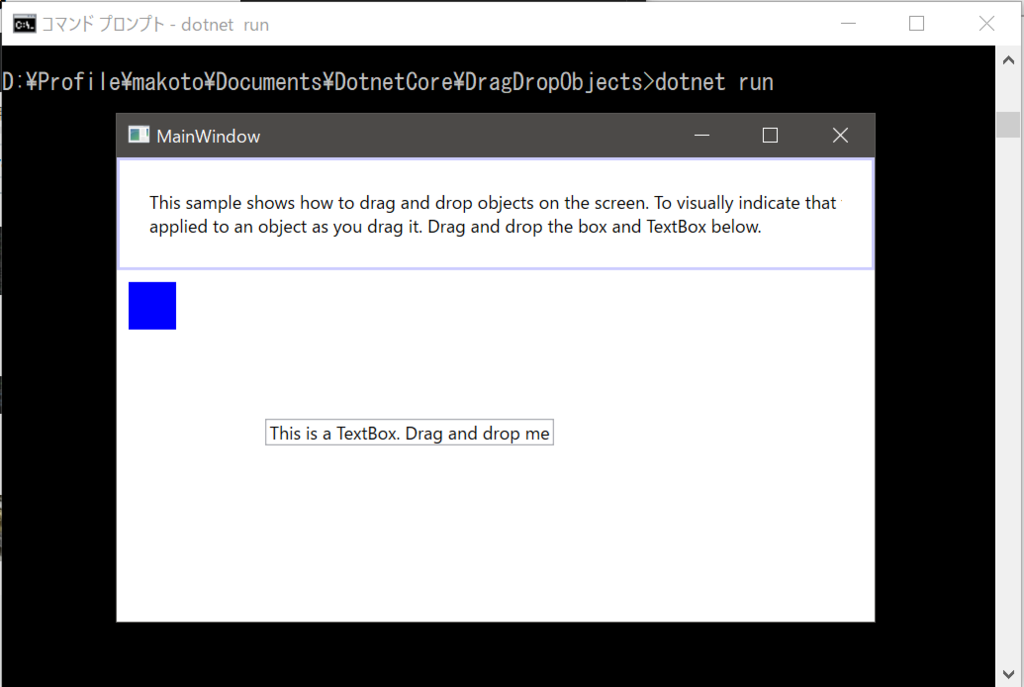 コマンド プロンプト - dotnet  run
D:¥Profile¥makoto¥Documents¥DotnetCore¥DragDropObjects>dotnet run
MainWindow
This sample shows how to drag and drop objects on the screen. To visually indicate that
applied to an object as you drag it. Drag and drop the box and TextBox below.
This is a TextBox. Drag and drop me